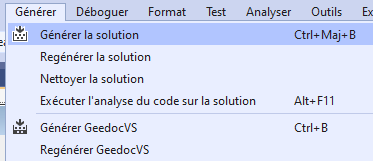 Générer Déboguer Format Test Analyser Outils
Générer la solution Ctrl+Maj+B
Regénérer la solution
Nettoyer la solution
Exécuter l'analyse du code sur la solution Alt+F11
Générer GeedocVS Ctrl+B
Regénérer GeedocVS